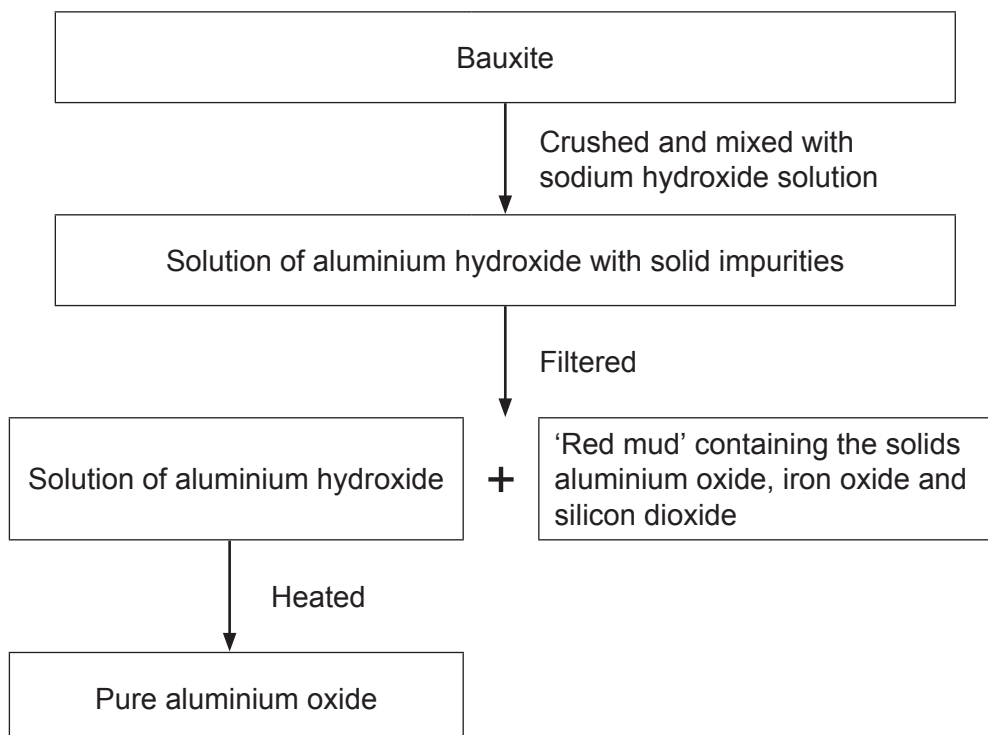 Bauxite
Crushed and mixed with
sodium hydroxide solution
Solution of aluminium hydroxide with solid impurities
Filtered
Solution of aluminium hydroxide
+
‘Red mud’ containing the solids
aluminium oxide, iron oxide and
silicon dioxide
Heated
Pure aluminium oxide